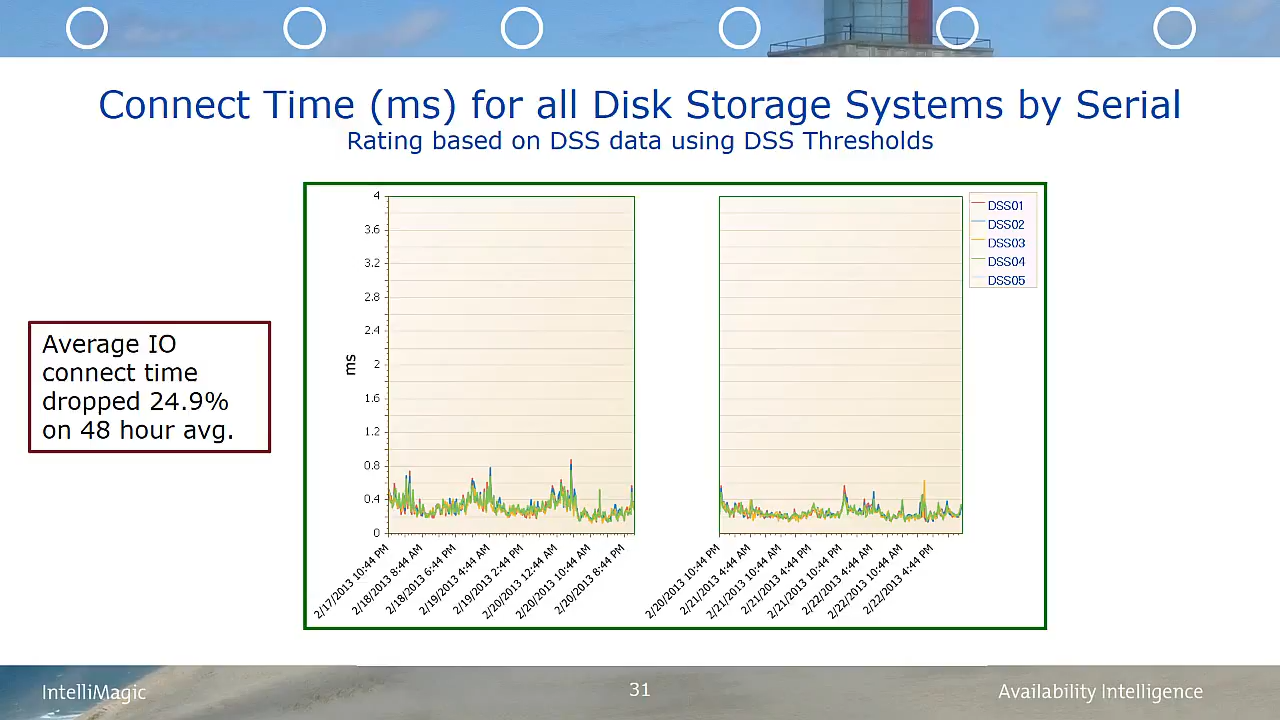 Connect Time (ms) for all Disk Storage Systems by Serial
Rating based on DSS data using DSS Thresholds
Average IO
connect time
dropped 24.9%
on 48 hour avg.
ms
4
3.6
3.2
2.8
2.4
2
1.6
1.2
0.8
0.4
0
2/17/2013 10:44 PM
2/18/2013 8:44 AM
2/18/2013 6:44 PM
2/19/2013 4:44 AM
2/19/2013 2:44 PM
2/20/2013 12:44 AM
2/20/2013 10:44 AM
2/20/2013 8:44 PM
2/20/2013 10:44 PM
2/21/2013 4:44 AM
2/21/2013 10:44 AM
2/21/2013 4:44 PM
2/21/2013 10:44 PM
2/22/2013 4:44 AM
2/22/2013 10:44 AM
2/22/2013 4:44 PM
DSS01
DSS02
DSS03
DSS04
DSS05
IntelliMagic
31
Availability Intelligence